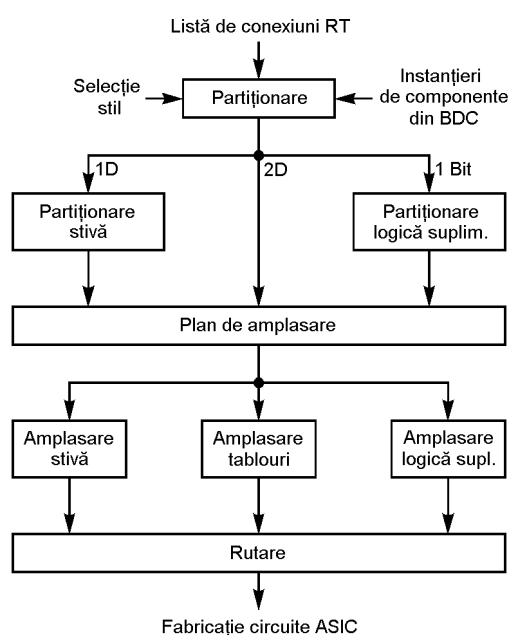 Listă de conexiuni RT
Selecție
stil
Partiționare
Instanțieri
de componente
din BDC
1D
2D
1 Bit
Partiționare
stivă
Partiționare
logică suplim.
Plan de amplasare
Amplasare
stivă
Amplasare
tablouri
Amplasare
logică supl.
Rutare
Fabricație circuite ASIC